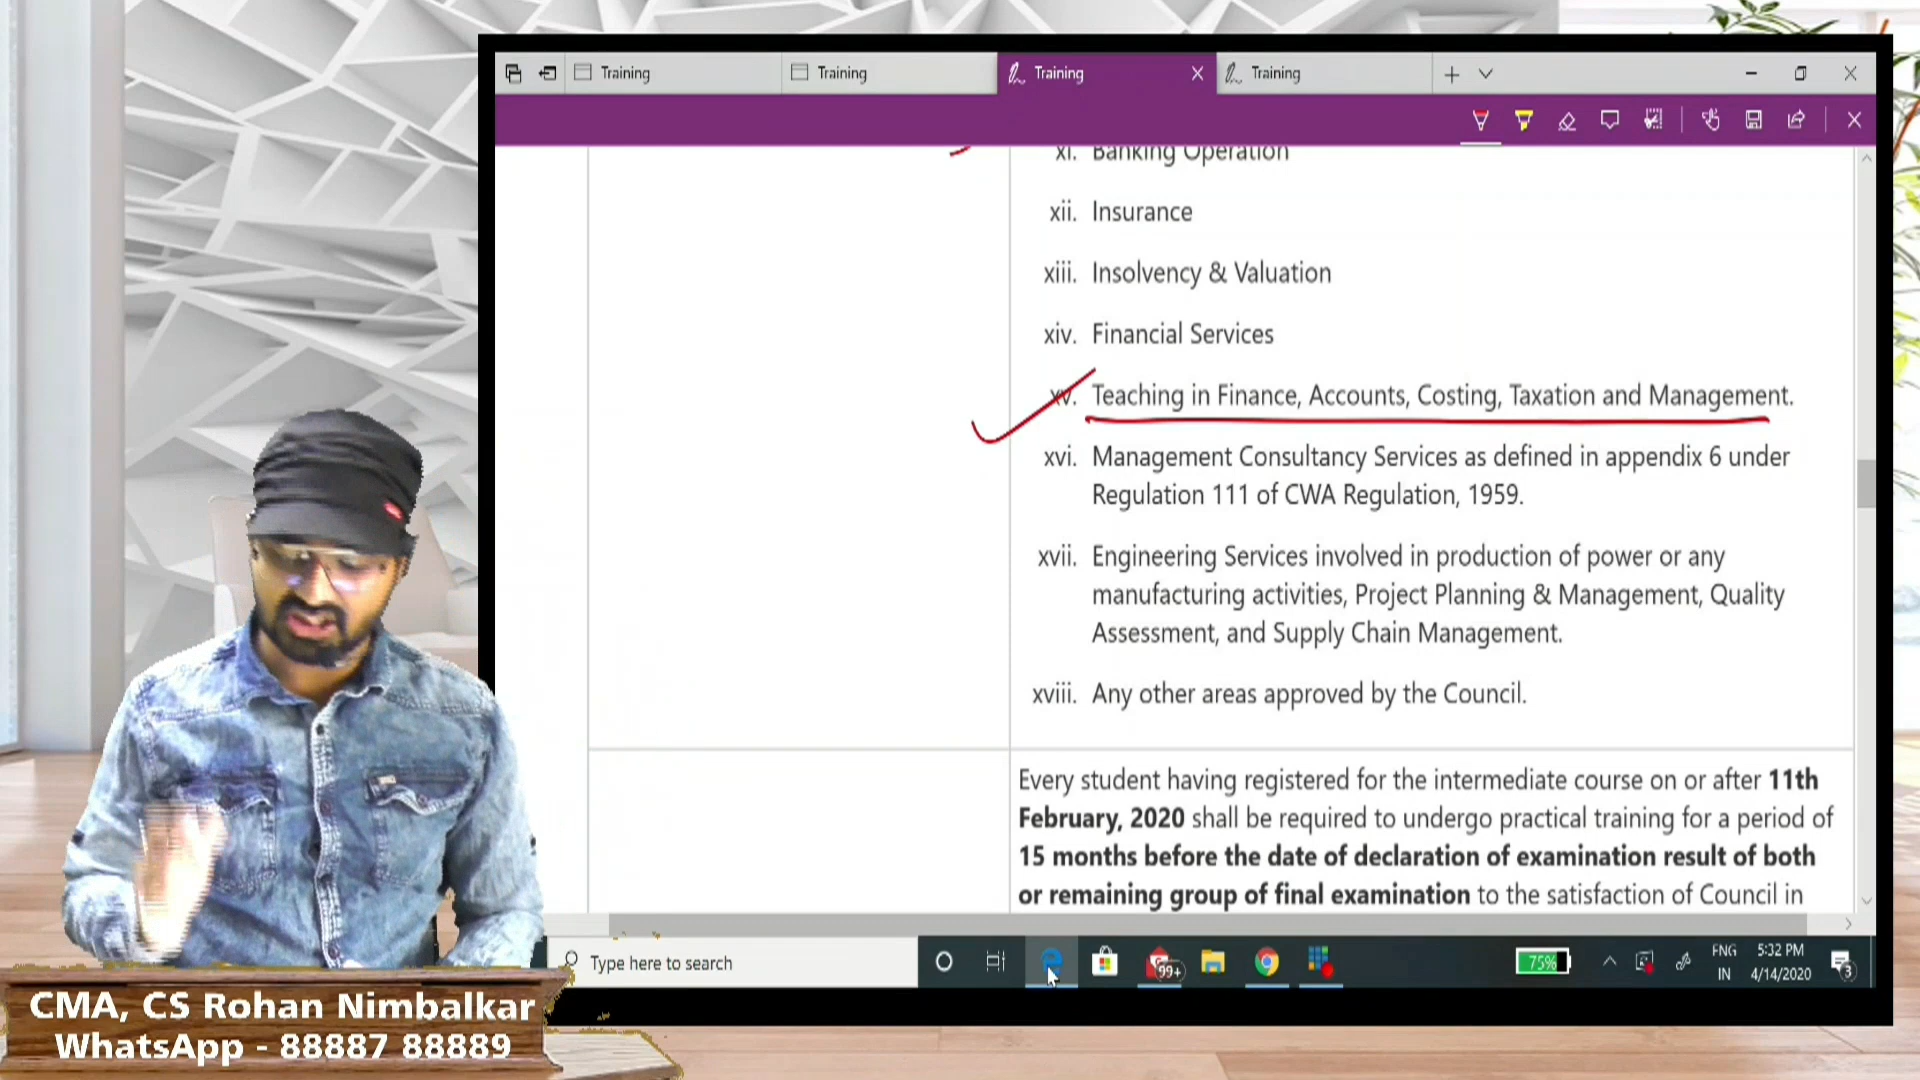 Training
Training
Training
Training
xi. Banking Operation
xii. Insurance
xiii. Insolvency & Valuation
xiv. Financial Services
xv. Teaching in Finance, Accounts, Costing, Taxation and Management.
xvi. Management Consultancy Services as defined in appendix 6 under
Regulation 111 of CWA Regulation, 1959.
xvii. Engineering Services involved in production of power or any
manufacturing activities, Project Planning & Management, Quality
Assessment, and Supply Chain Management.
xviii. Any other areas approved by the Council.
Every student having registered for the intermediate course on or after 11th
February, 2020 shall be required to undergo practical training for a period of
15 months before the date of declaration of examination result of both
or remaining group of final examination to the satisfaction of Council in
Type here to search
99+
75%
ENG
IN
5:32 PM
4/14/2020
3
CMA, CS Rohan Nimbalkar
WhatsApp - 88887 88889